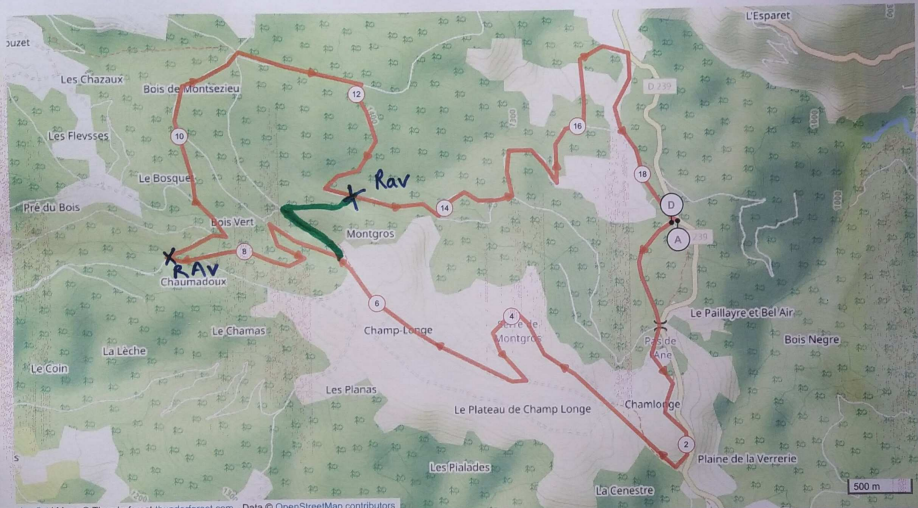 L'Esparet
ouzet
Les Chazaux
Bois de Montsezieu
12
D 239
1200
10
16
Les Flevsses
Le Bosquet
Rav
18
Pré du Bois
14
D
Bois Vert
Montgros
A
239
8
RAV
Chaumadoux
6
4
Serre de
Montgros
Le Paillayre et Bel Air
Le Chamas
Champ-Longe
Pas de
Ane
Bois Negre
La Lèche
Le Coin
Les Planas
Le Plateau de Champ Longe
Chamlonge
2
s
Les Pialades
Plaine de la Verrerie
La Cenestre
500 m
Data © OpenStreetMap contributors